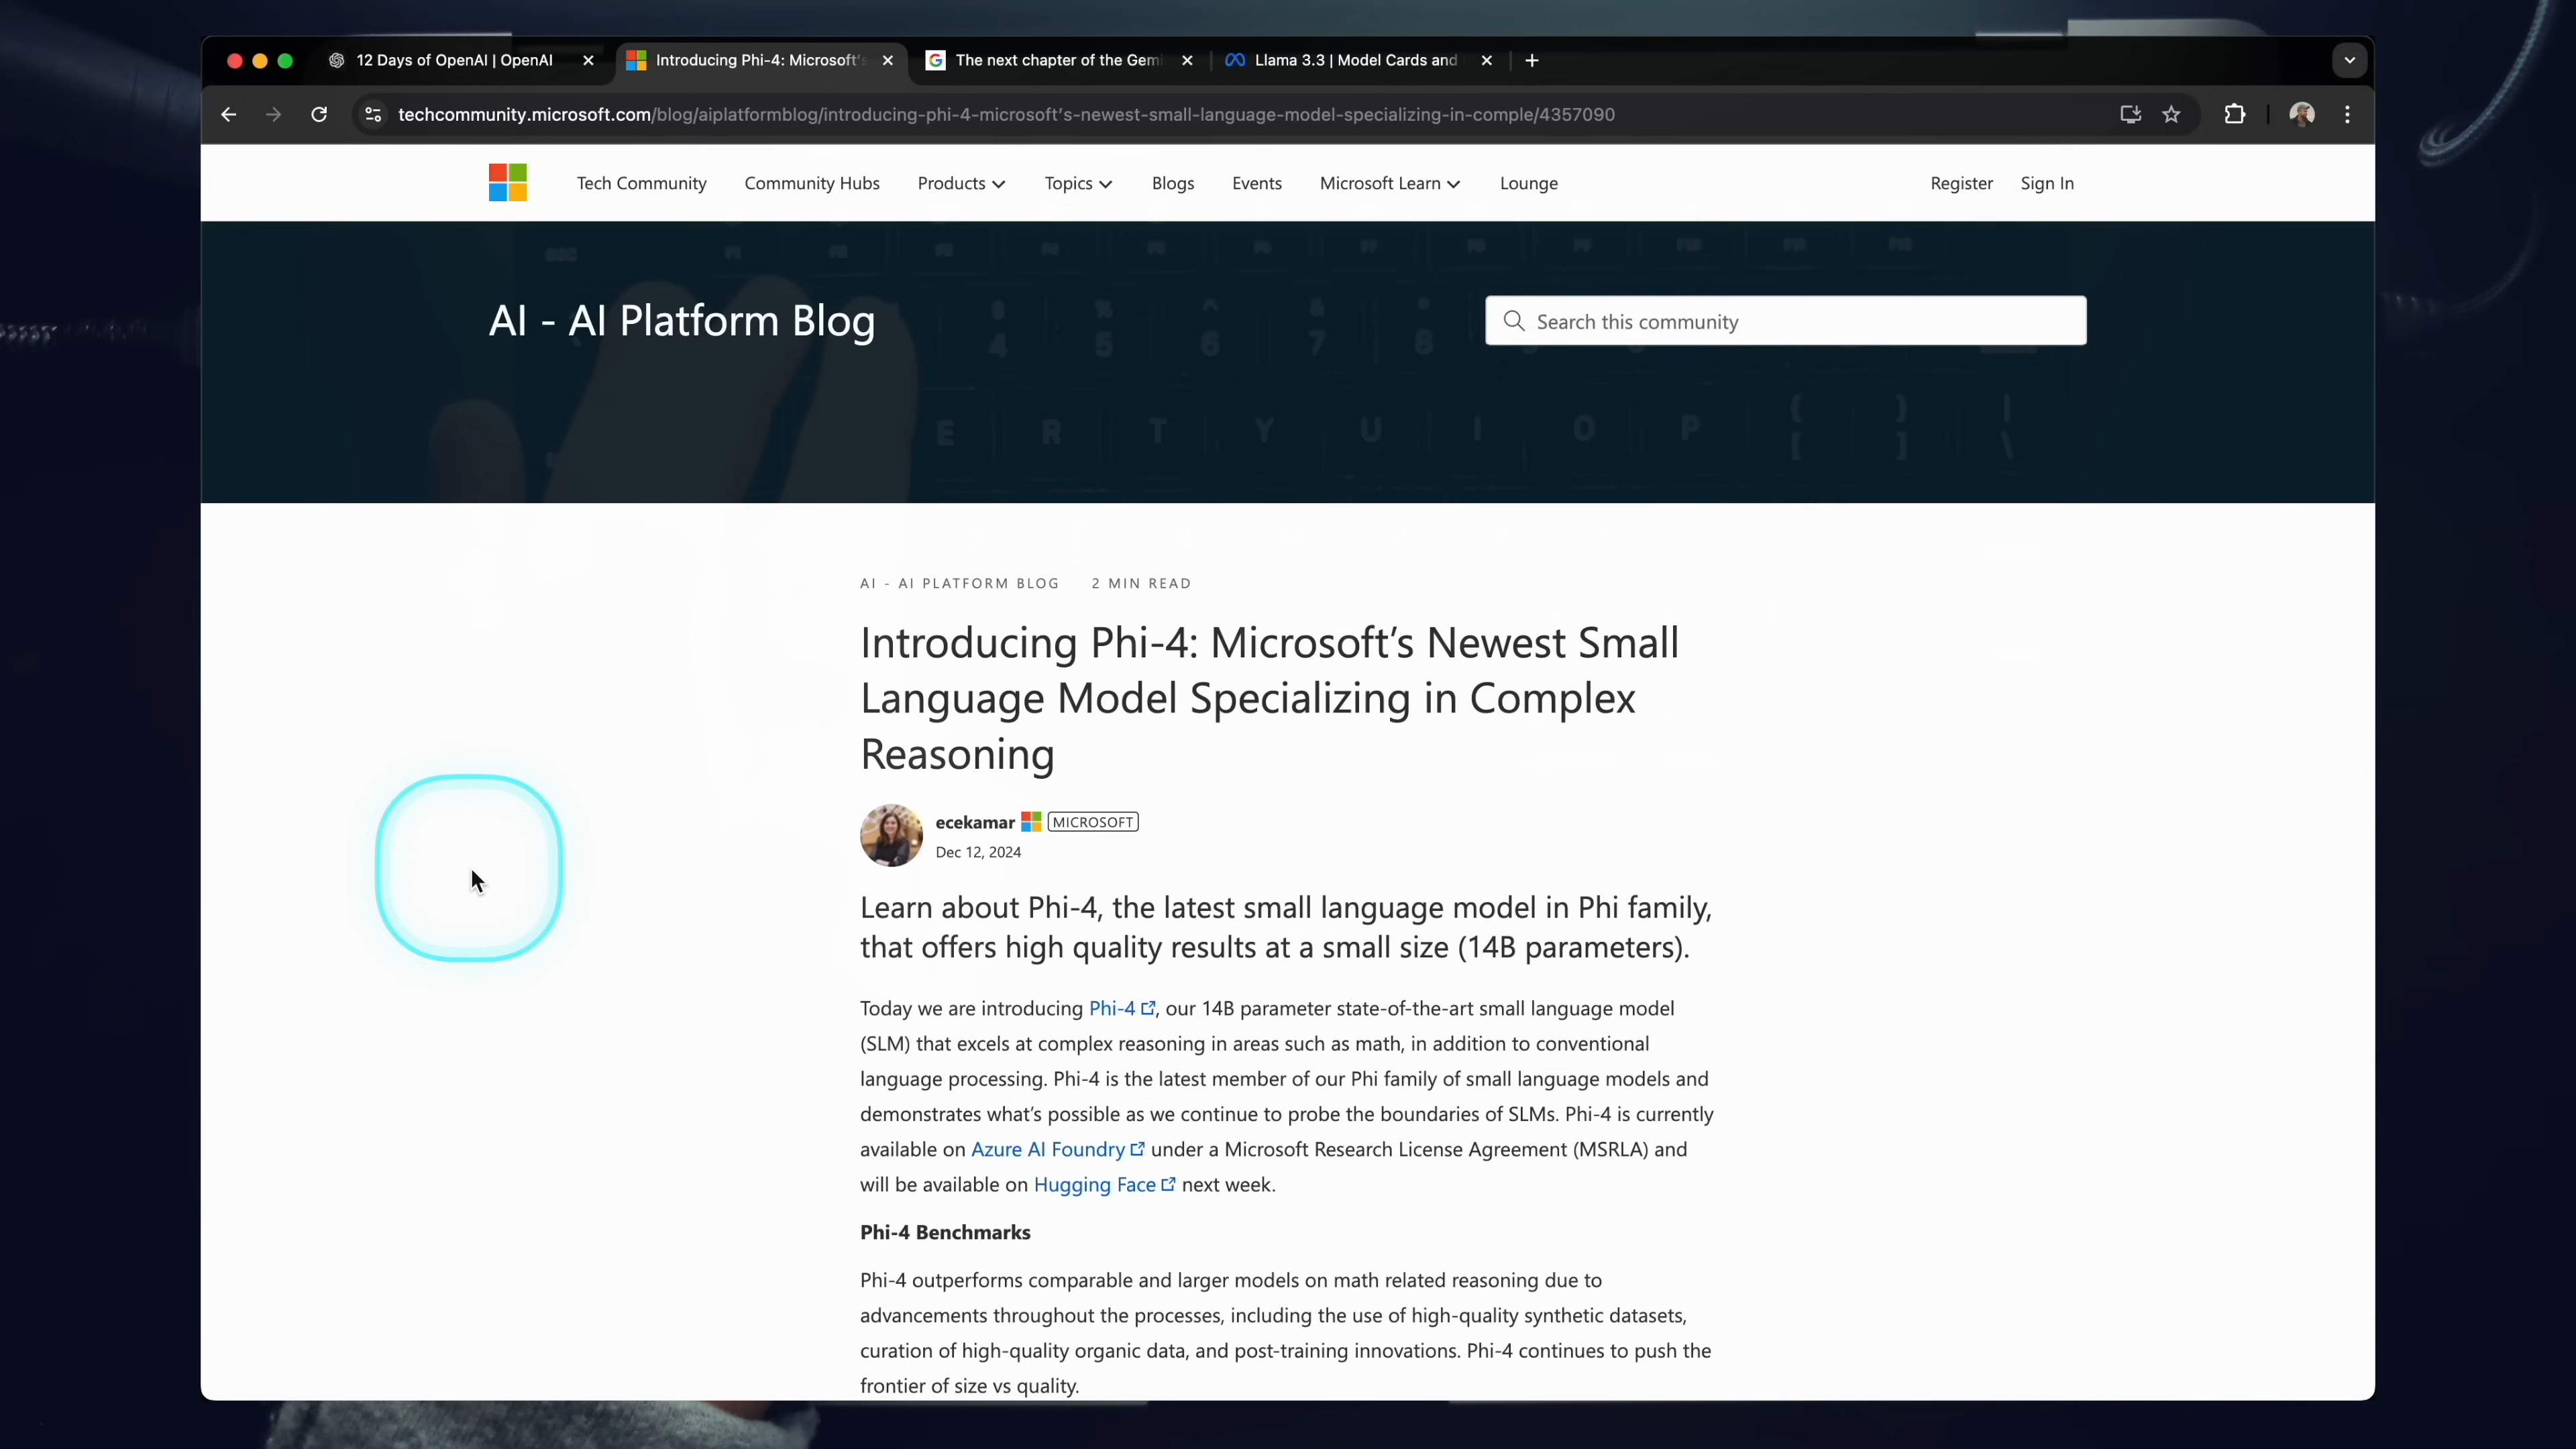 12 Days of OpenAI | OpenAI
Introducing Phi-4: Microsoft's
The next chapter of the Gemi
Llama 3.3 | Model Cards and
techcommunity.microsoft.com/blog/aiplatformblog/introducing-phi-4-microsoft's-newest-small-language-model-specializing-in-comple/4357090
Tech Community Community Hubs Products Topics Blogs Events Microsoft Learn Lounge Register Sign In
AI - AI Platform Blog
Search this community
4 5 6 7 8
E R T Y U I O P
AI - AI PLATFORM BLOG 2 MIN READ
Introducing Phi-4: Microsoft’s Newest Small
Language Model Specializing in Complex
Reasoning
ecekamar MICROSOFT
Dec 12, 2024
Learn about Phi-4, the latest small language model in Phi family,
that offers high quality results at a small size (14B parameters).
Today we are introducing Phi-4, our 14B parameter state-of-the-art small language model
(SLM) that excels at complex reasoning in areas such as math, in addition to conventional
language processing. Phi-4 is the latest member of our Phi family of small language models and
demonstrates what’s possible as we continue to probe the boundaries of SLMs. Phi-4 is currently
available on Azure AI Foundry under a Microsoft Research License Agreement (MSRLA) and
will be available on Hugging Face next week.
Phi-4 Benchmarks
Phi-4 outperforms comparable and larger models on math related reasoning due to
advancements throughout the processes, including the use of high-quality synthetic datasets,
curation of high-quality organic data, and post-training innovations. Phi-4 continues to push the
frontier of size vs quality.